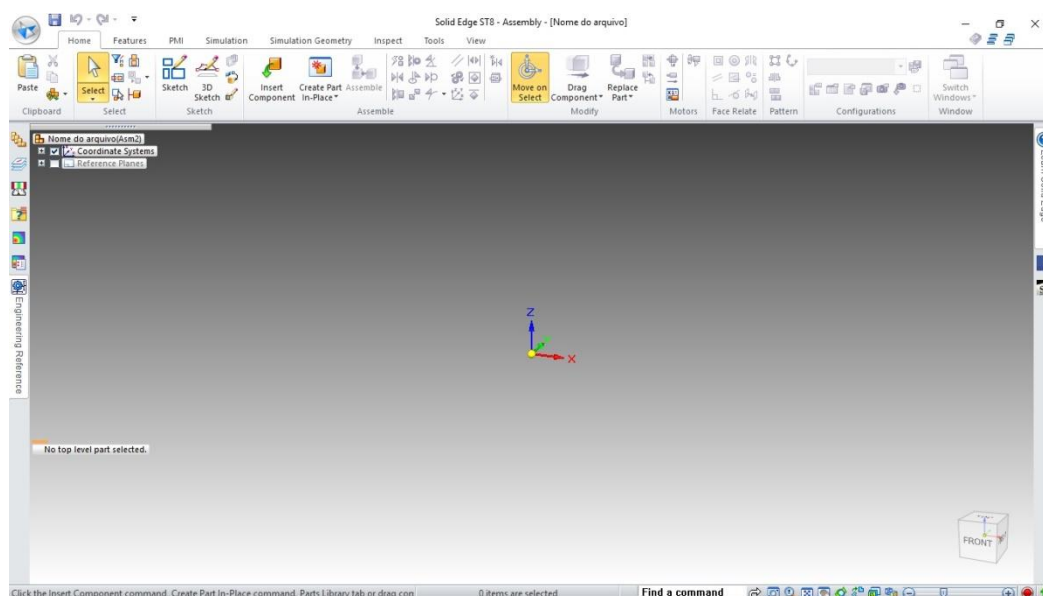 Solid Edge ST8 - Assembly - [Nome do arquivo]
Home Features PMI Simulation Simulation Geometry Inspect Tools View
Paste
Select
Sketch
3D Sketch
Insert Component
Create Part In-Place
Assemble
Move on Select
Drag Component
Replace Part
Switch Windows
Clipboard Select Sketch Assemble Modify Motors Face Relate Pattern Configurations Window
Nome do arquivo(Asm2)
Coordinate Systems
Reference Planes
Engineering Reference
Z
X
No top level part selected.
FRONT
Click the Insert Component command, Create Part In-Place command, Parts Library tab or drag con
0 items are selected
Find a command